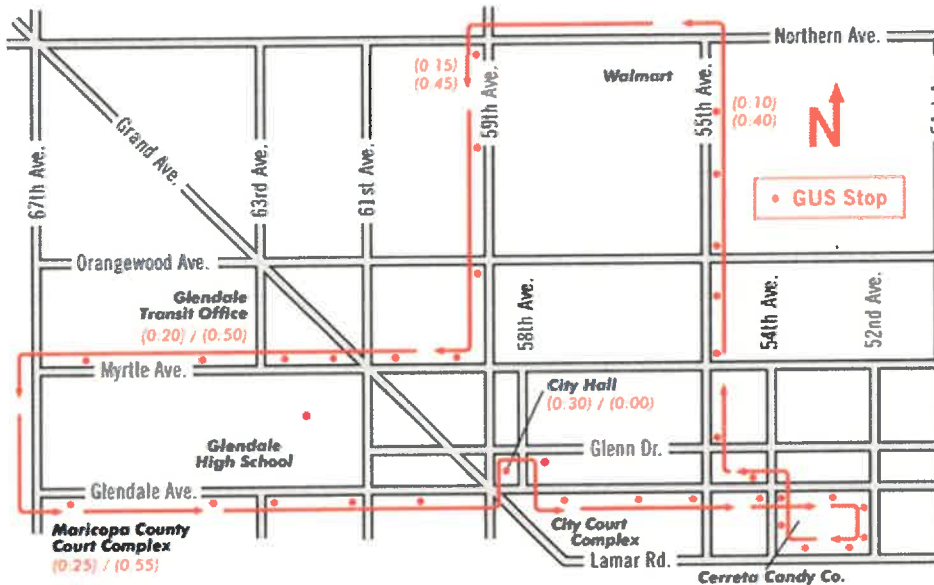 Northern Ave.
(0:15)
(0:45)
59th Ave.
Walmart
55th Ave.
(0:10)
(0:40)
N
GUS Stop
Grand Ave.
67th Ave.
63rd Ave.
61st Ave.
Orangewood Ave.
Glendale
Transit Office
(0:20) / (0:50)
58th Ave.
54th Ave.
52nd Ave.
Myrtle Ave.
City Hall
(0:30) / (0:00)
Glendale
High School
Glenn Dr.
Glendale Ave.
Maricopa County
Court Complex
(0:25) / (0:55)
City Court
Complex
Lamar Rd.
Cerreta Candy Co.